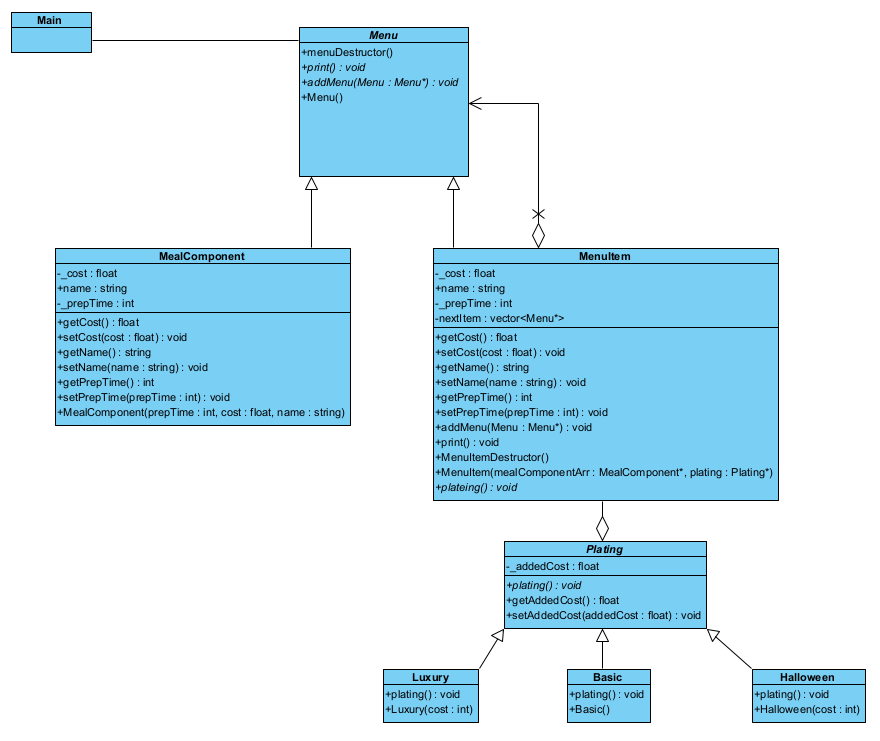 Main
Menu
+menuDestructor()
+print() : void
+addMenu(Menu : Menu*) : void
+Menu()
MealComponent
-_cost : float
+name : string
-_prepTime : int
+getCost() : float
+setCost(cost : float) : void
+getName() : string
+setName(name : string) : void
+getPrepTime() : int
+setPrepTime(prepTime : int) : void
+MealComponent(prepTime : int, cost : float, name : string)
MenuItem
-_cost : float
+name : string
-_prepTime : int
-nextItem : vector<Menu*>
+getCost() : float
+setCost(cost : float) : void
+getName() : string
+setName(name : string) : void
+getPrepTime() : int
+setPrepTime(prepTime : int) : void
+addMenu(Menu : Menu*) : void
+print() : void
+MenuItemDestructor()
+MenuItem(mealComponentArr : MealComponent*, plating : Plating*)
+plateing() : void
Plating
-_addedCost : float
+plating() : void
+getAddedCost() : float
+setAddedCost(addedCost : float) : void
Luxury
+plating() : void
+Luxury(cost : int)
Basic
+plating() : void
+Basic()
Halloween
+plating() : void
+Halloween(cost : int)